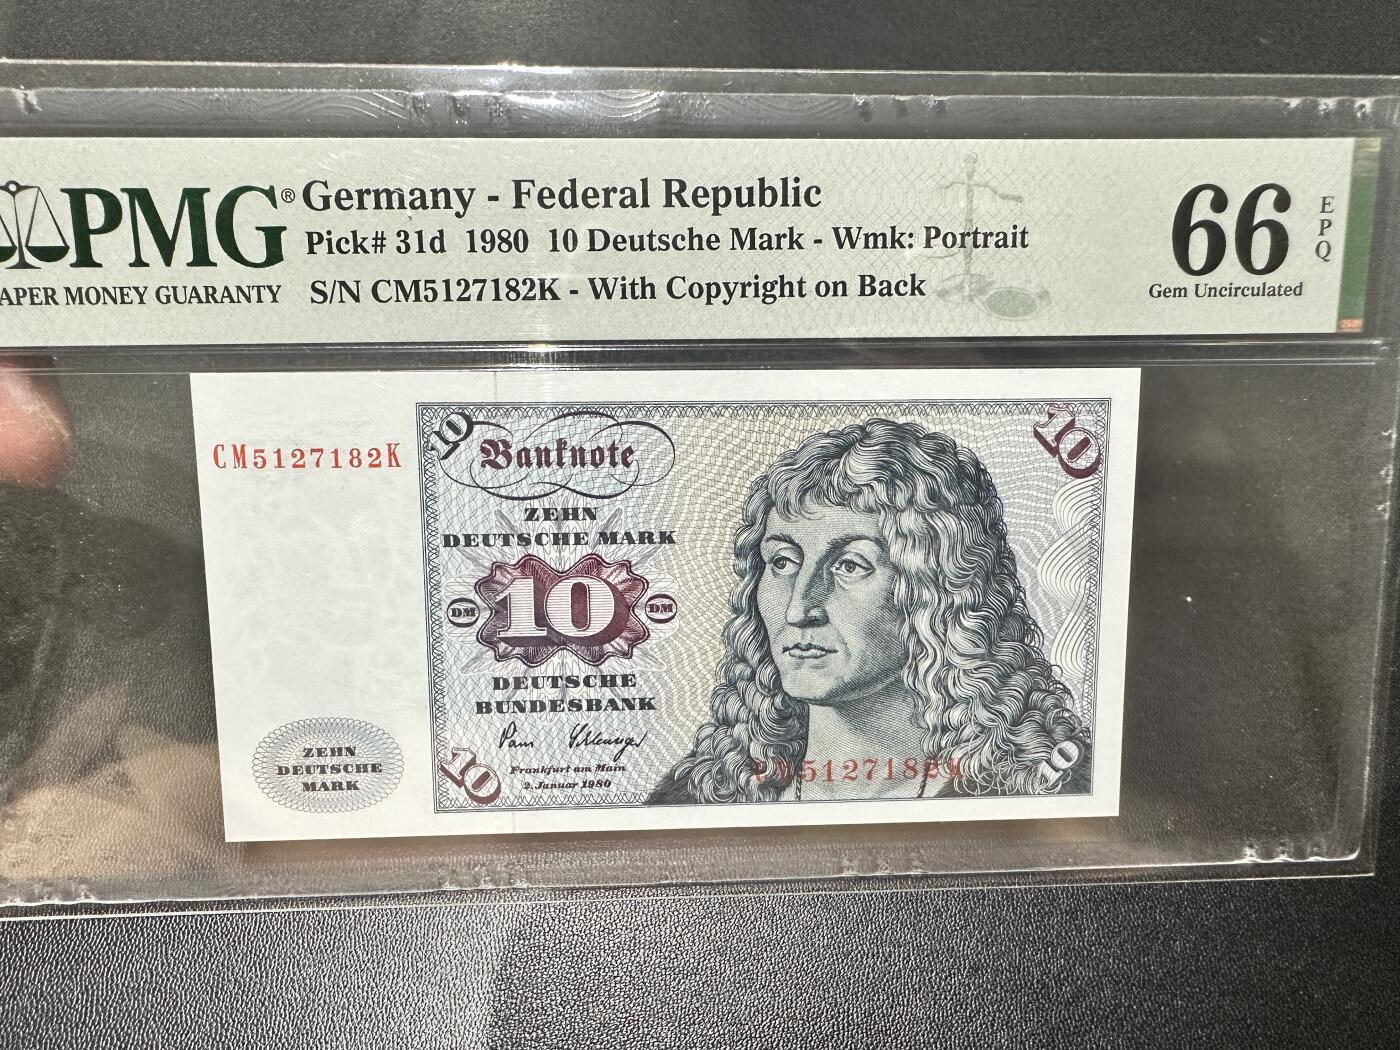 PMG®
PAPER MONEY GUARANTY
Germany - Federal Republic
Pick# 31d 1980 10 Deutsche Mark - Wmk: Portrait
S/N CM5127182K - With Copyright on Back
66
EPQ
Gem Uncirculated
CM5127182K
10
Banknote
10
ZEHN
DEUTSCHE MARK
DM 10 DM
DEUTSCHE
BUNDESBANK
Frankfurt am Main
2. Januar 1980
ZEHN
DEUTSCHE
MARK
10
CM5127182K
10